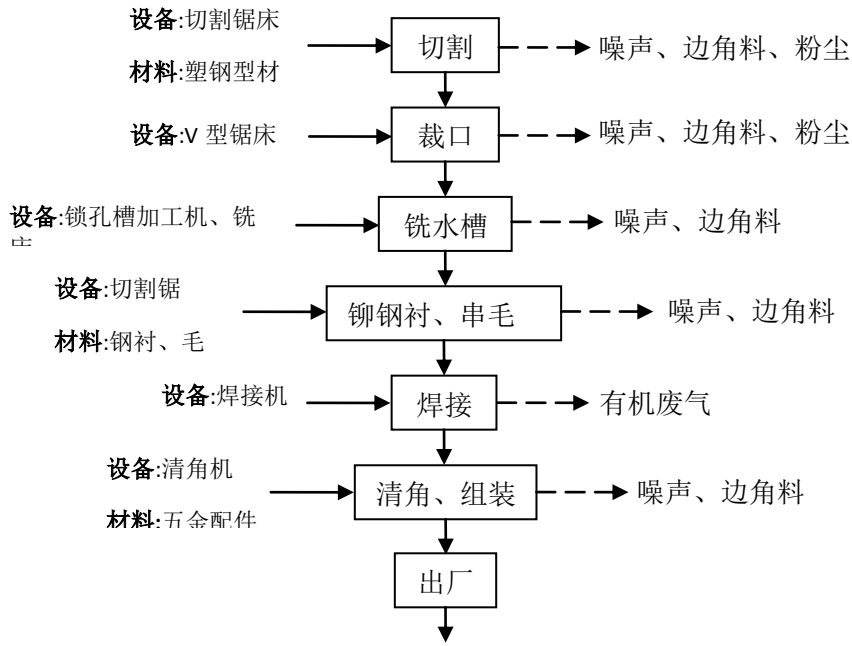 设备:切割锯床
材料:塑钢型材
切割
噪声、边角料、粉尘
设备:V 型锯床
裁口
噪声、边角料、粉尘
设备:锁孔槽加工机、铣
铣水槽
噪声、边角料
设备:切割锯
材料:钢衬、毛
铆钢衬、串毛
噪声、边角料
设备:焊接机
焊接
有机废气
设备:清角机
材料:五金配件
清角、组装
噪声、边角料
出厂